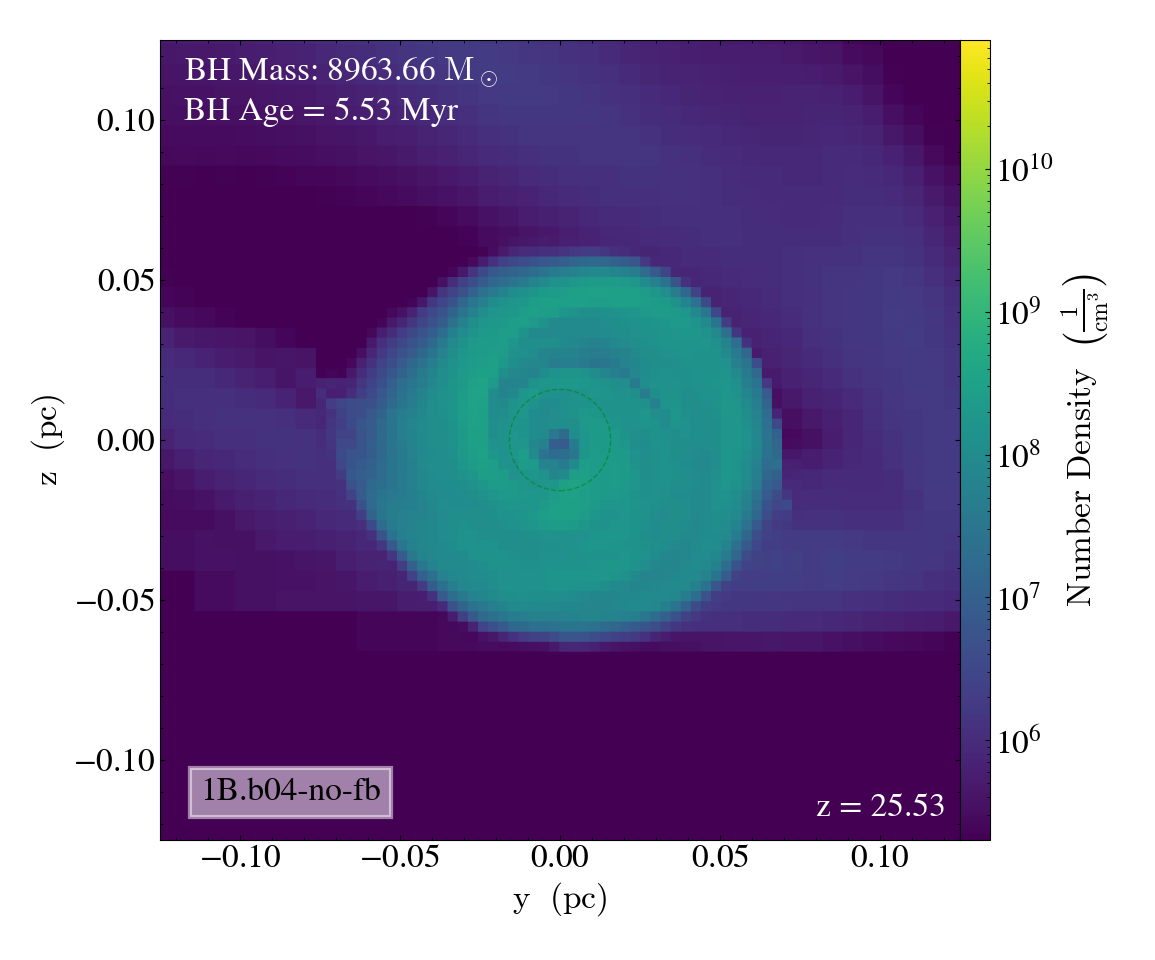 BH Mass: 8963.66 M⊙
BH Age = 5.53 Myr
0.10
0.05
0.00
−0.05
−0.10
z (pc)
1B.b04-no-fb
z = 25.53
−0.10 −0.05 0.00 0.05 0.10
y (pc)
10¹⁰
10⁹
10⁸
10⁷
10⁶
Number Density (1/cm³)